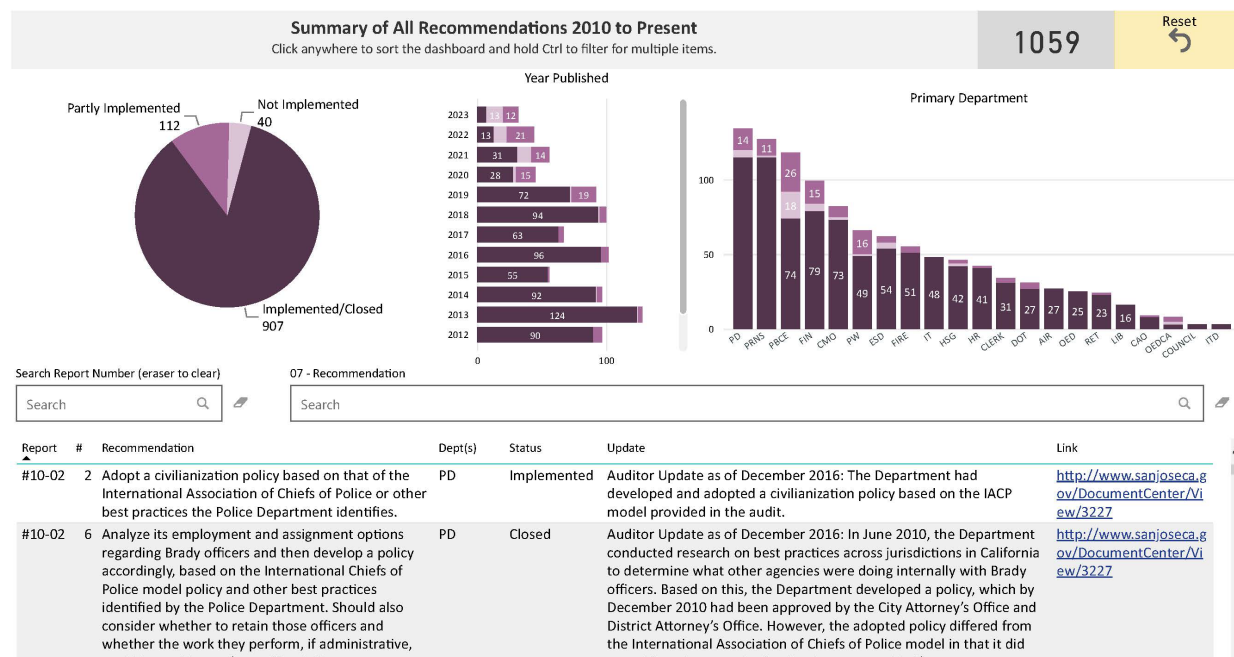 Summary of All Recommendations 2010 to Present
Click anywhere to sort the dashboard and hold Ctrl to filter for multiple items.
1059
Reset
Partly Implemented
112
Not Implemented
40
Implemented/Closed
907
Year Published
2023 13 12
2022 13 21
2021 31 14
2020 28 15
2019 72 19
2018 94
2017 63
2016 96
2015 55
2014 92
2013 124
2012 90
0 100
Primary Department
100
50
0
14 11 26 18 15 16
74 79 73 49 54 51 48 42 41 31 27 27 25 23 16
PD PRNS PBCE FIN CMO PW ESD FIRE IT HSG HR CLERK DOT AIR OED RET LIB CAO OEDCA COUNCIL ITD
Search Report Number (eraser to clear)
Search
07 - Recommendation
Search
Report # Recommendation Dept(s) Status Update Link
#10-02 2 Adopt a civilianization policy based on that of the PD Implemented Auditor Update as of December 2016: The Department had http://www.sanjoseca.g
International Association of Chiefs of Police or other developed and adopted a civilianization policy based on the IACP ov/DocumentCenter/Vi
best practices the Police Department identifies. model provided in the audit. ew/3227
#10-02 6 Analyze its employment and assignment options PD Closed Auditor Update as of December 2016: In June 2010, the Department http://www.sanjoseca.g
regarding Brady officers and then develop a policy conducted research on best practices across jurisdictions in California ov/DocumentCenter/Vi
accordingly, based on the International Chiefs of to determine what other agencies were doing internally with Brady ew/3227
Police model policy and other best practices officers. Based on this, the Department developed a policy, which by
identified by the Police Department. Should also December 2010 had been approved by the City Attorney's Office and
consider whether to retain those officers and District Attorney's Office. However, the adopted policy differed from
whether the work they perform, if administrative, the International Association of Chiefs of Police model in that it did